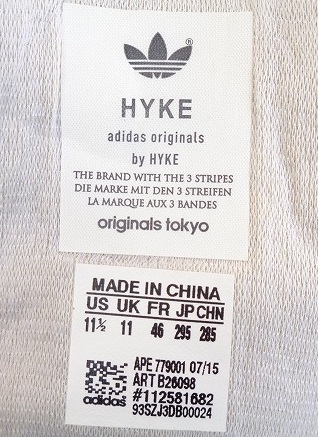 HYKE
adidas originals
by HYKE
THE BRAND WITH THE 3 STRIPES
DIE MARKE MIT DEN 3 STREIFEN
LA MARQUE AUX 3 BANDES
originals tokyo
MADE IN CHINA
US UK FR JP CHN
11½ 11 46 295 285
APE 779001 07/15
ART B26098
#112581682
adidas 93SZJ3DB00024